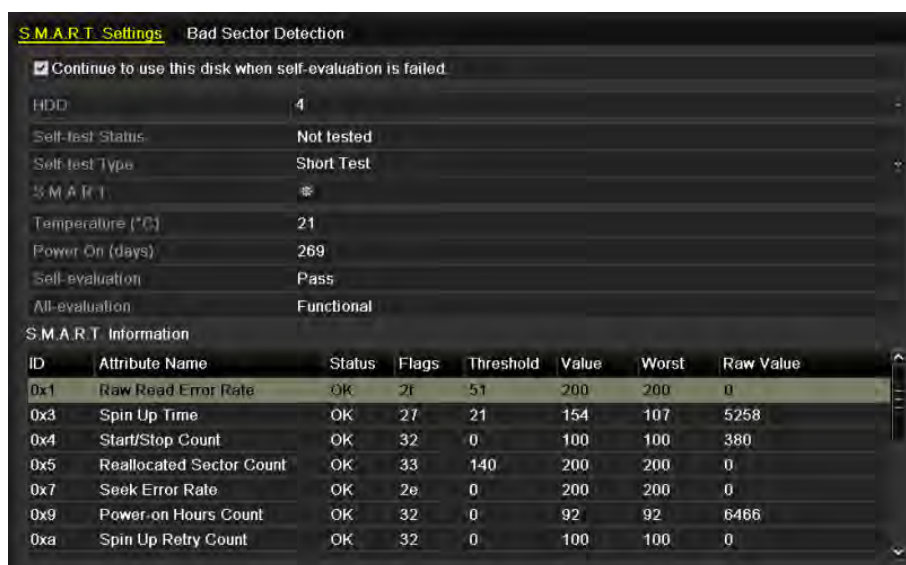 S.M.A.R.T. Settings Bad Sector Detection
Continue to use this disk when self-evaluation is failed.
HDD 4
Self-test Status Not tested
Self-test Type Short Test
S.M.A.R.T.
Temperature (°C) 21
Power On (days) 269
Self-evaluation Pass
All-evaluation Functional
S.M.A.R.T. Information
ID Attribute Name Status Flags Threshold Value Worst Raw Value
0x1 Raw Read Error Rate OK 2f 51 200 200 0
0x3 Spin Up Time OK 27 21 154 107 5258
0x4 Start/Stop Count OK 32 0 100 100 380
0x5 Reallocated Sector Count OK 33 140 200 200 0
0x7 Seek Error Rate OK 2e 0 200 200 0
0x9 Power-on Hours Count OK 32 0 92 92 6466
0xa Spin Up Retry Count OK 32 0 100 100 0